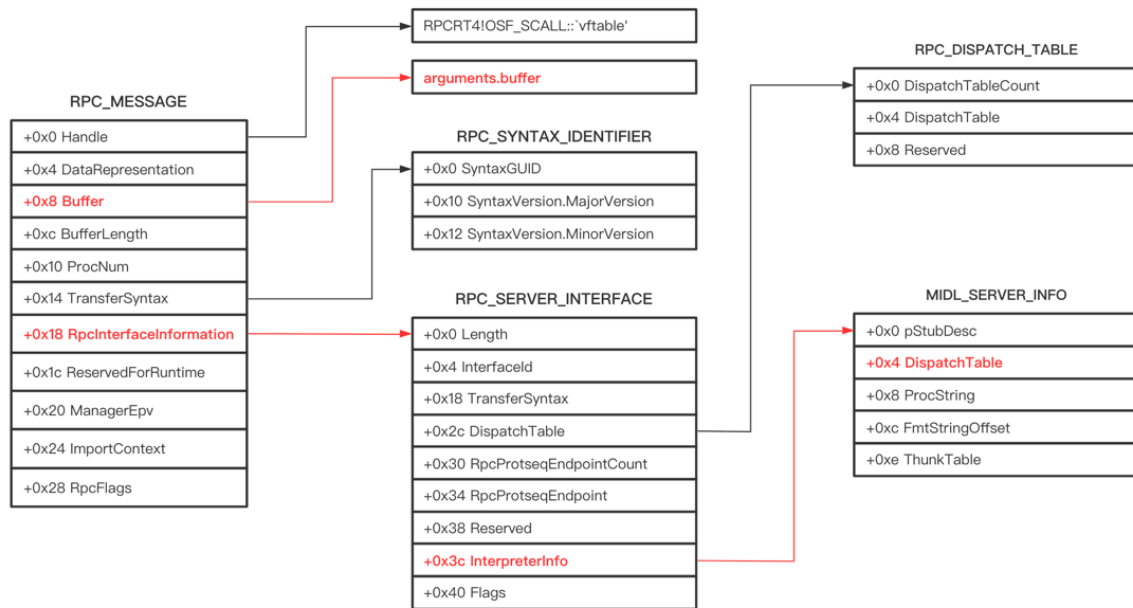 RPCRT4!OSF_SCALL::`vftable'
arguments.buffer
RPC_MESSAGE
+0x0 Handle
+0x4 DataRepresentation
+0x8 Buffer
+0xc BufferLength
+0x10 ProcNum
+0x14 TransferSyntax
+0x18 RpcInterfaceInformation
+0x1c ReservedForRuntime
+0x20 ManagerEpv
+0x24 ImportContext
+0x28 RpcFlags
RPC_SYNTAX_IDENTIFIER
+0x0 SyntaxGUID
+0x10 SyntaxVersion.MajorVersion
+0x12 SyntaxVersion.MinorVersion
RPC_SERVER_INTERFACE
+0x0 Length
+0x4 InterfaceId
+0x18 TransferSyntax
+0x2c DispatchTable
+0x30 RpcProtseqEndpointCount
+0x34 RpcProtseqEndpoint
+0x38 Reserved
+0x3c InterpreterInfo
+0x40 Flags
RPC_DISPATCH_TABLE
+0x0 DispatchTableCount
+0x4 DispatchTable
+0x8 Reserved
MIDL_SERVER_INFO
+0x0 pStubDesc
+0x4 DispatchTable
+0x8 ProcString
+0xc FmtStringOffset
+0xe ThunkTable